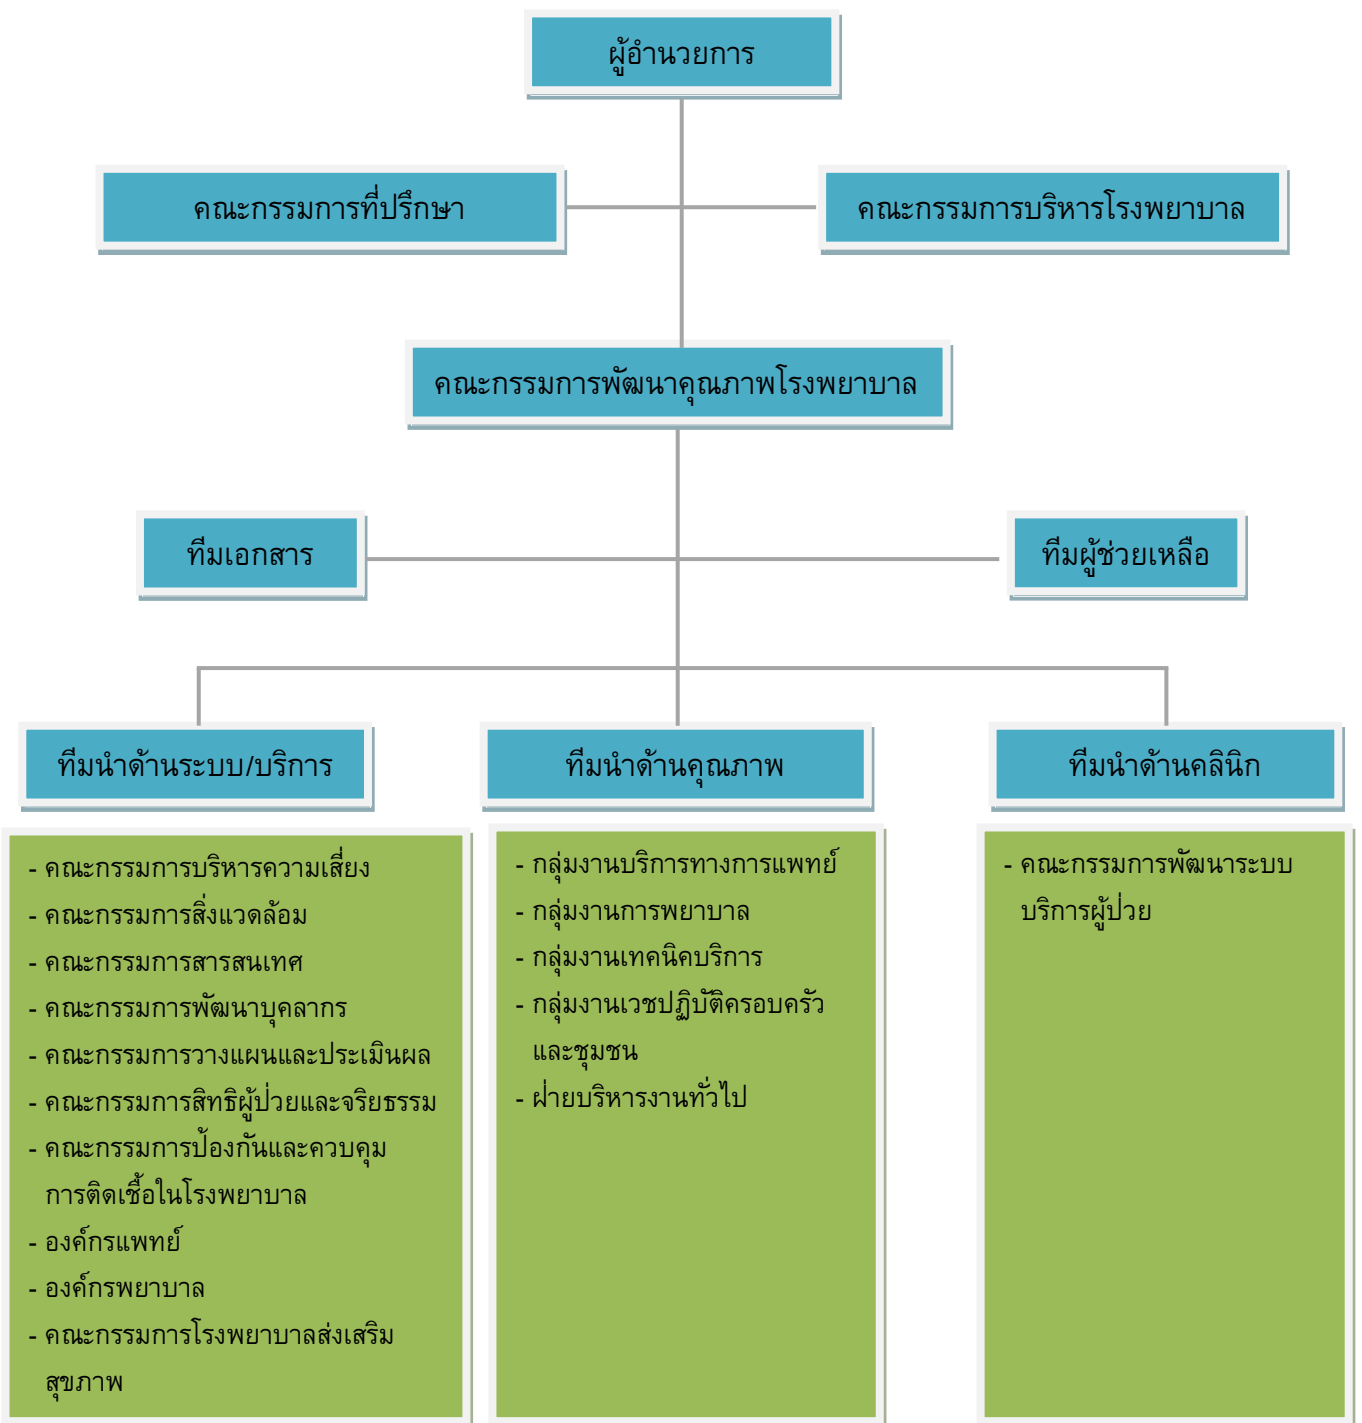 ผู้อำนวยการ
คณะกรรมการที่ปรึกษา
คณะกรรมการบริหารโรงพยาบาล
คณะกรรมการพัฒนาคุณภาพโรงพยาบาล
ทีมเอกสาร
ทีมผู้ช่วยเหลือ
ทีมนำด้านระบบ/บริการ
ทีมนำด้านคุณภาพ
ทีมนำด้านคลินิก
- คณะกรรมการบริหารความเสี่ยง
- คณะกรรมการสิ่งแวดล้อม
- คณะกรรมการสารสนเทศ
- คณะกรรมการพัฒนาบุคลากร
- คณะกรรมการวางแผนและประเมินผล
- คณะกรรมการสิทธิผู้ป่วยและจริยธรรม
- คณะกรรมการป้องกันและควบคุม
การติดเชื้อในโรงพยาบาล
- องค์กรแพทย์
- องค์กรพยาบาล
- คณะกรรมการโรงพยาบาลส่งเสริม
สุขภาพ
- กลุ่มงานบริการทางการแพทย์
- กลุ่มงานการพยาบาล
- กลุ่มงานเทคนิคบริการ
- กลุ่มงานเวชปฏิบัติครอบครัว
และชุมชน
- ฝ่ายบริหารงานทั่วไป
- คณะกรรมการพัฒนาระบบ
บริการผู้ป่วย